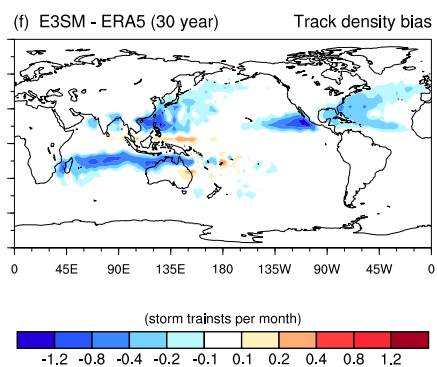 (f) E3SM - ERA5 (30 year) Track density bias
0 45E 90E 135E 180 135W 90W 45W 0
(storm trainsts per month)
-1.2 -0.8 -0.4 -0.2 -0.1 0.1 0.2 0.4 0.8 1.2